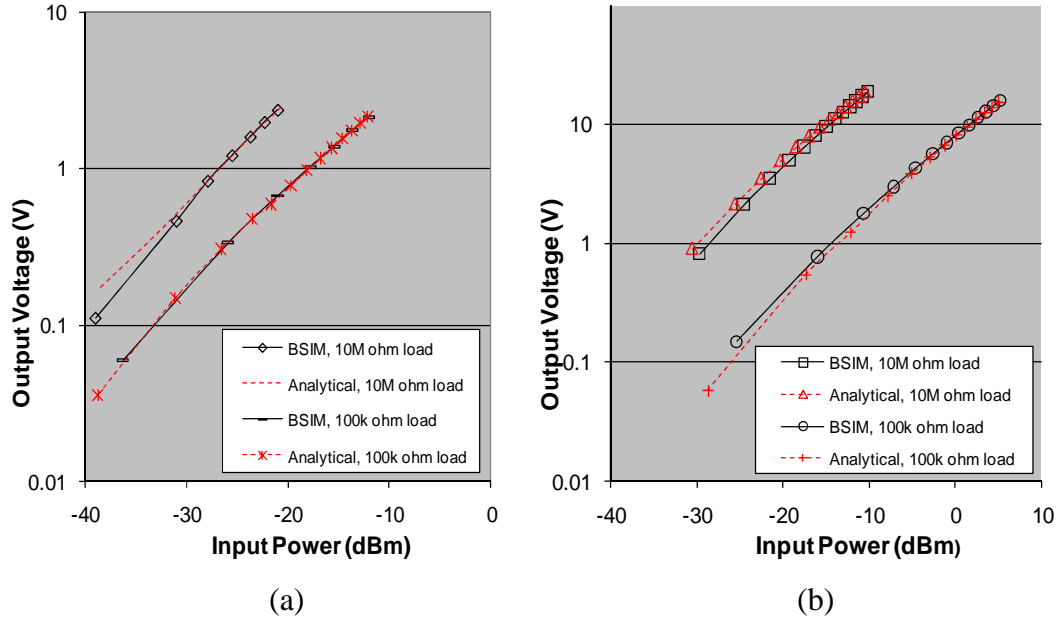 10
1
0.1
0.01
-40
-30
-20
-10
0
Output Voltage (V)
Input Power (dBm)
BSIM, 10M ohm load
Analytical, 10M ohm load
BSIM, 100k ohm load
Analytical, 100k ohm load
(a)
10
1
0.1
0.01
-40
-30
-20
-10
0
10
Output Voltage (V)
Input Power (dBm)
BSIM, 10M ohm load
Analytical, 10M ohm load
BSIM, 100k ohm load
Analytical, 100k ohm load
(b)